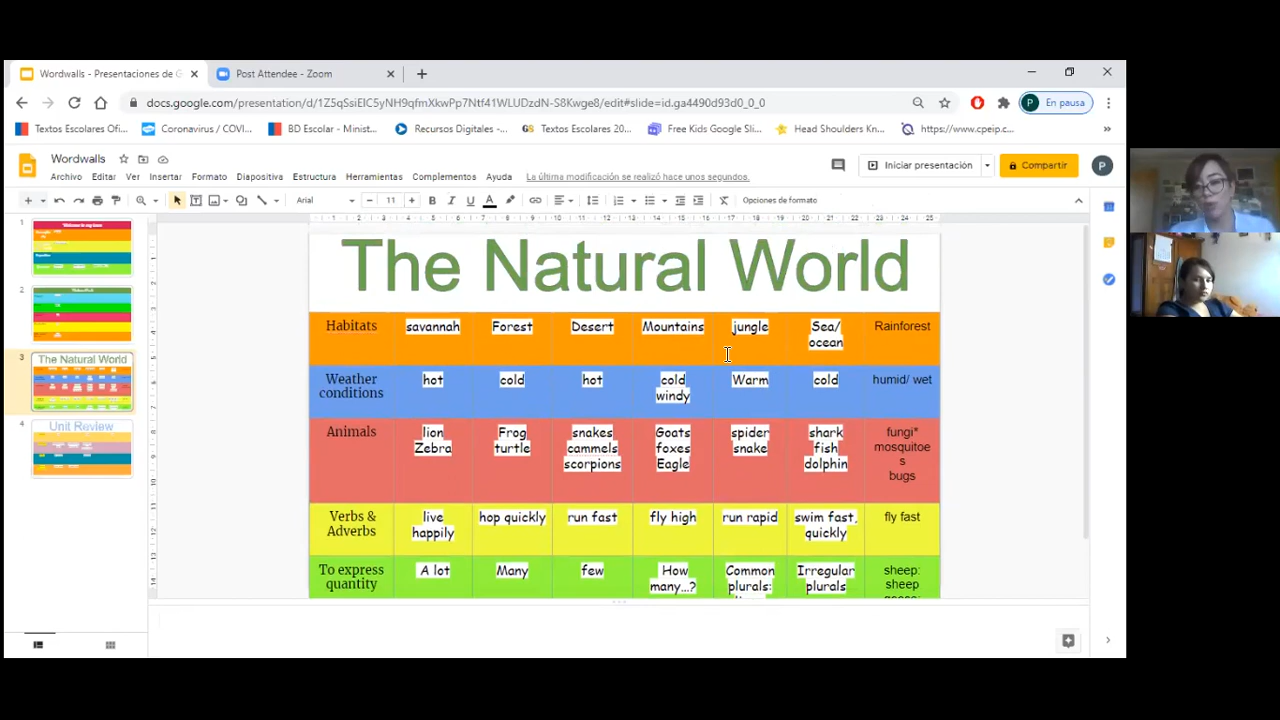 Wordwalls - Presentaciones de G
Post Attendee - Zoom
docs.google.com/presentation/d/1Z5qSsiEIC5yNH9qfmXkwPp7Ntf41WLUDzdN-S8Kwge8/edit#slide=id.ga4490d93d0_0_0
En pausa
Textos Escolares Ofi...
Coronavirus / COVI...
BD Escolar - Minist...
Recursos Digitales -...
Textos Escolares 20...
Free Kids Google Sli...
Head Shoulders Kn...
https://www.cpeip.c...
Wordwalls
Iniciar presentación
Compartir
Archivo Editar Ver Insertar Formato Diapositiva Estructura Herramientas Complementos Ayuda La última modificación se realizó hace unos segundos.
Arial
11
Opciones de formato
1
2
3
The Natural World
4
Unit Review
The Natural World
Habitats savannah Forest Desert Mountains jungle Sea/ Rainforest
ocean
Weather hot cold hot cold Warm cold humid/ wet
conditions windy
Animals lion Frog snakes Goats spider shark fungi*
Zebra turtle cammels foxes snake fish mosquitoe
scorpions Eagle dolphin s
bugs
Verbs & live hop quickly run fast fly high run rapid swim fast, fly fast
Adverbs happily quickly
To express A lot Many few How Common Irregular sheep:
quantity many...? plurals: plurals sheep